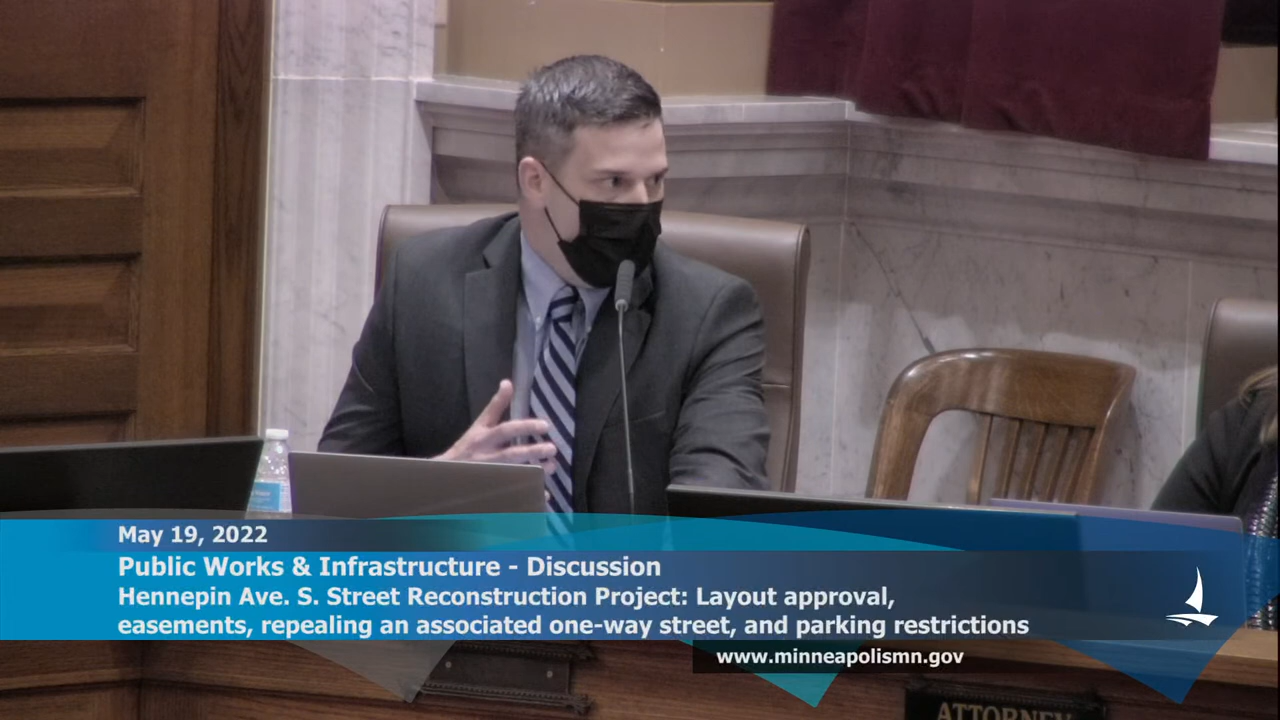 May 19, 2022
Public Works & Infrastructure - Discussion
Hennepin Ave. S. Street Reconstruction Project: Layout approval,
easements, repealing an associated one-way street, and parking restrictions
www.minneapolismn.gov
ATTORNEY